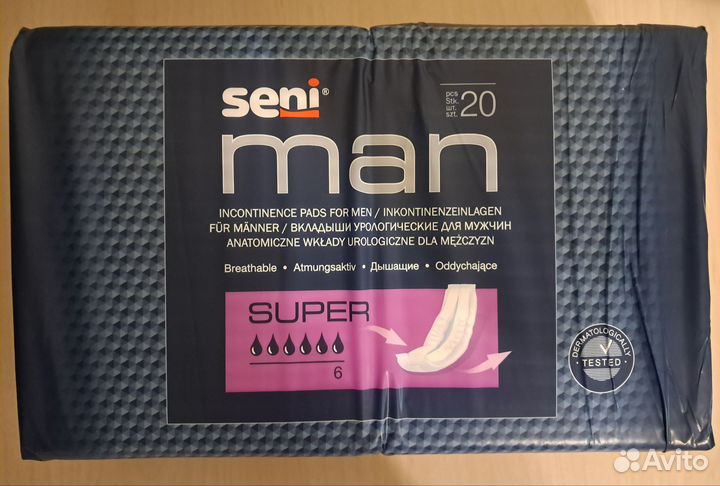 seni®
pcs
Stk.
шт.
szt.
20
man
INCONTINENCE PADS FOR MEN / INKONTINENZEINLAGEN
FÜR MÄNNER / ВКЛАДЫШИ УРОЛОГИЧЕСКИЕ ДЛЯ МУЖЧИН
ANATOMICZNE WKŁADY UROLOGICZNE DLA MĘŻCZYZN
Breathable • Atmungsaktiv • Дышащие • Oddychające
SUPER
6
DERMATOLOGICALLY
• TESTED •
Avito